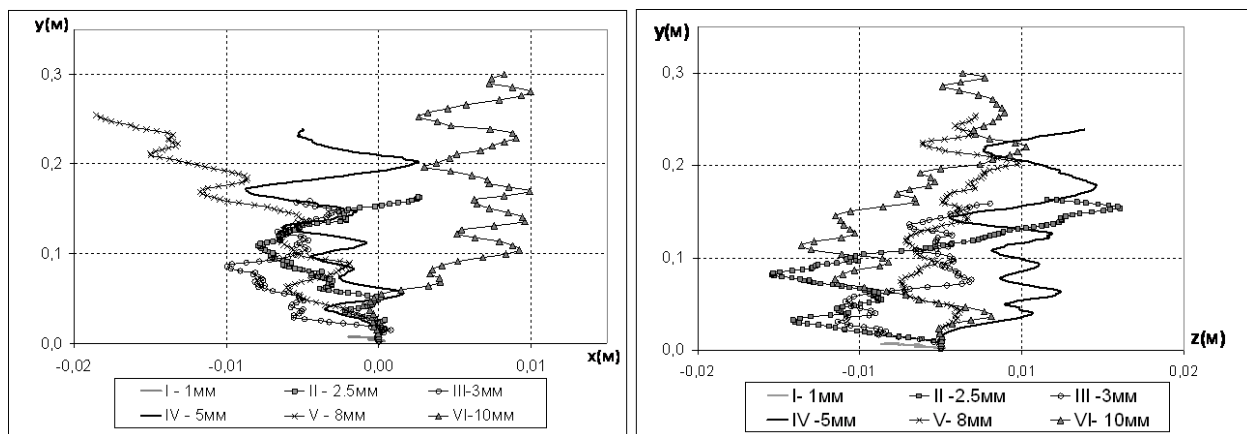 y(м)
0,3
0,2
0,1
0,0
-0,02 -0,01 0,00 0,01
x(м)
I - 1мм II - 2.5мм III-3мм
IV - 5мм V - 8мм VI-10мм
y(м)
0,3
0,2
0,1
0,0
-0,02 -0,01 0,00 0,01 0,02
z(м)
I- 1мм II -2.5мм III -3мм
IV -5мм V- 8мм VI- 10мм